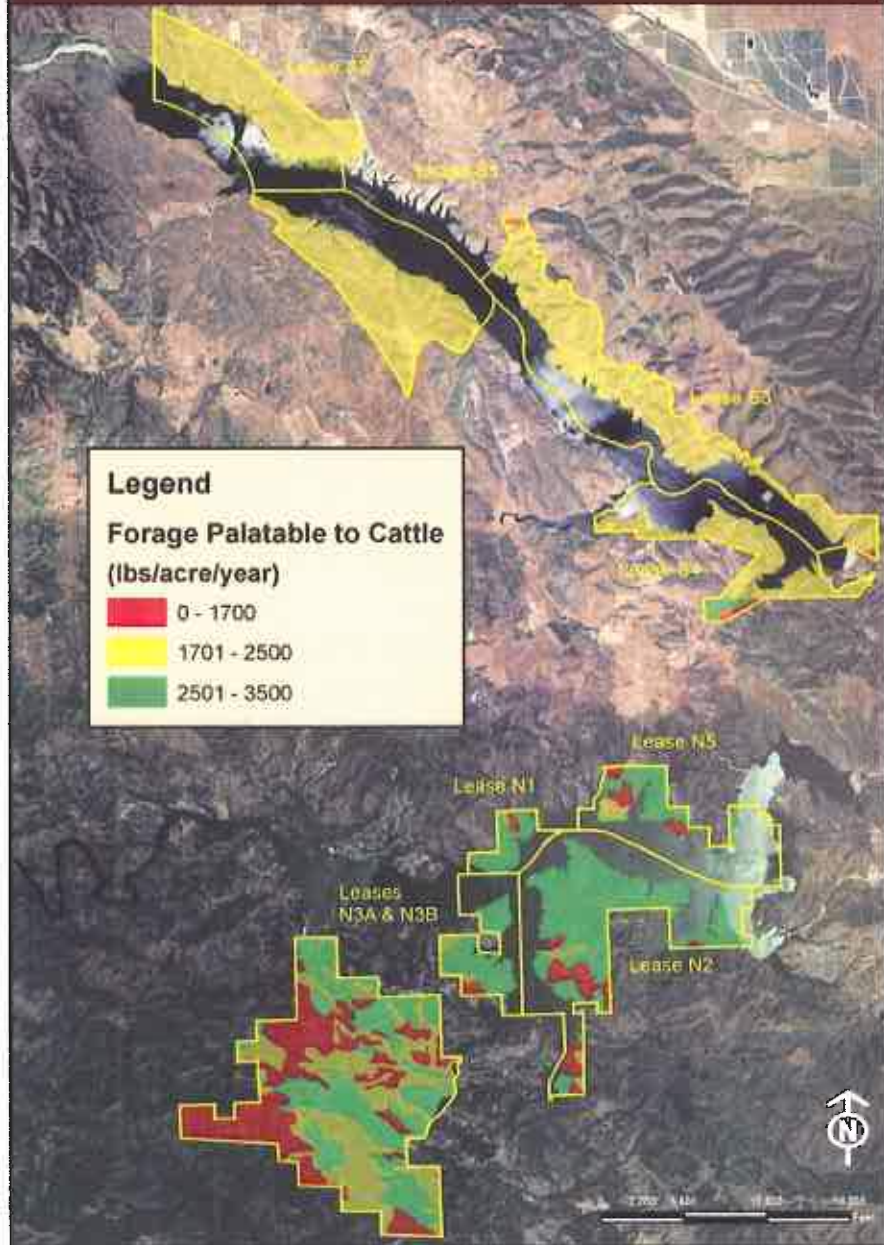 Lease S3
Legend
Forage Palatable to Cattle
(lbs/acre/year)
0 - 1700
1701 - 2500
2501 - 3500
Lease N5
Lease N1
Leases
N3A & N3B
Lease N2
N
Feet